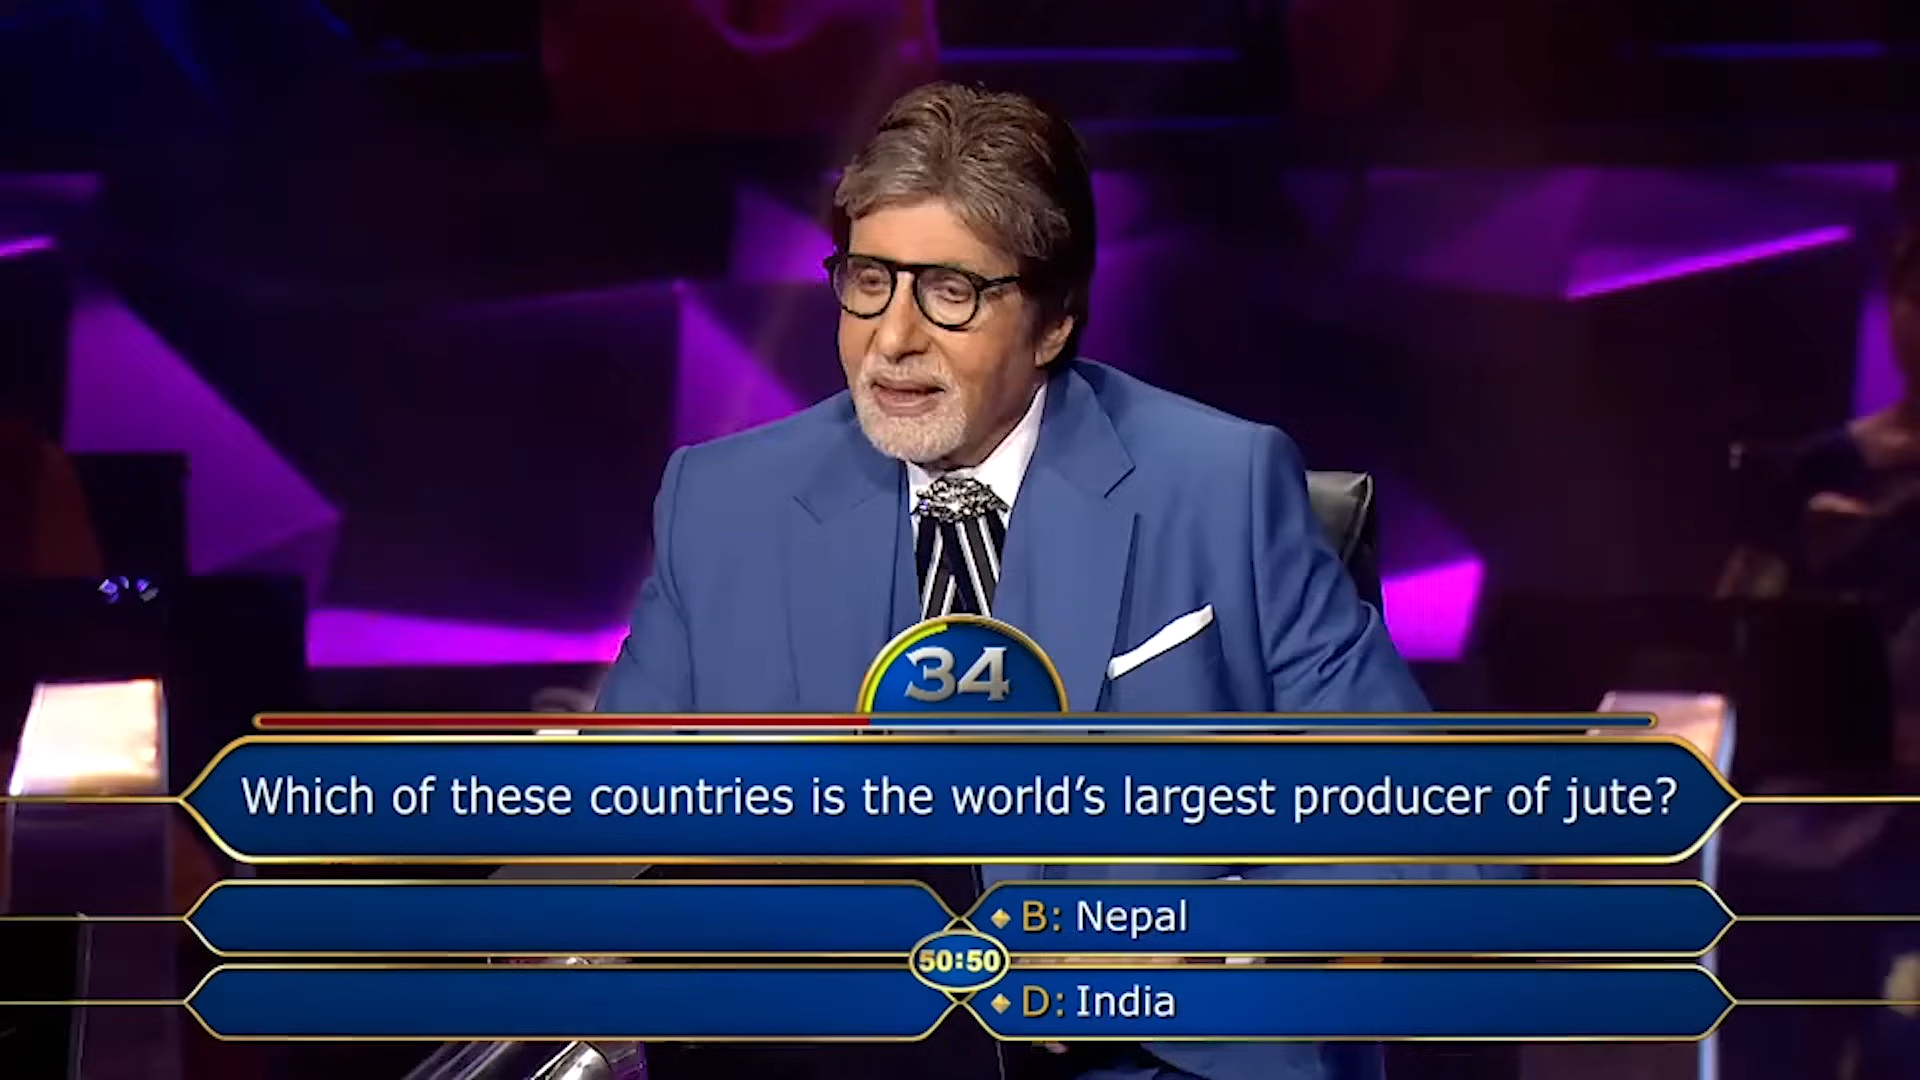 34
Which of these countries is the world’s largest producer of jute?
B: Nepal
50:50
D: India